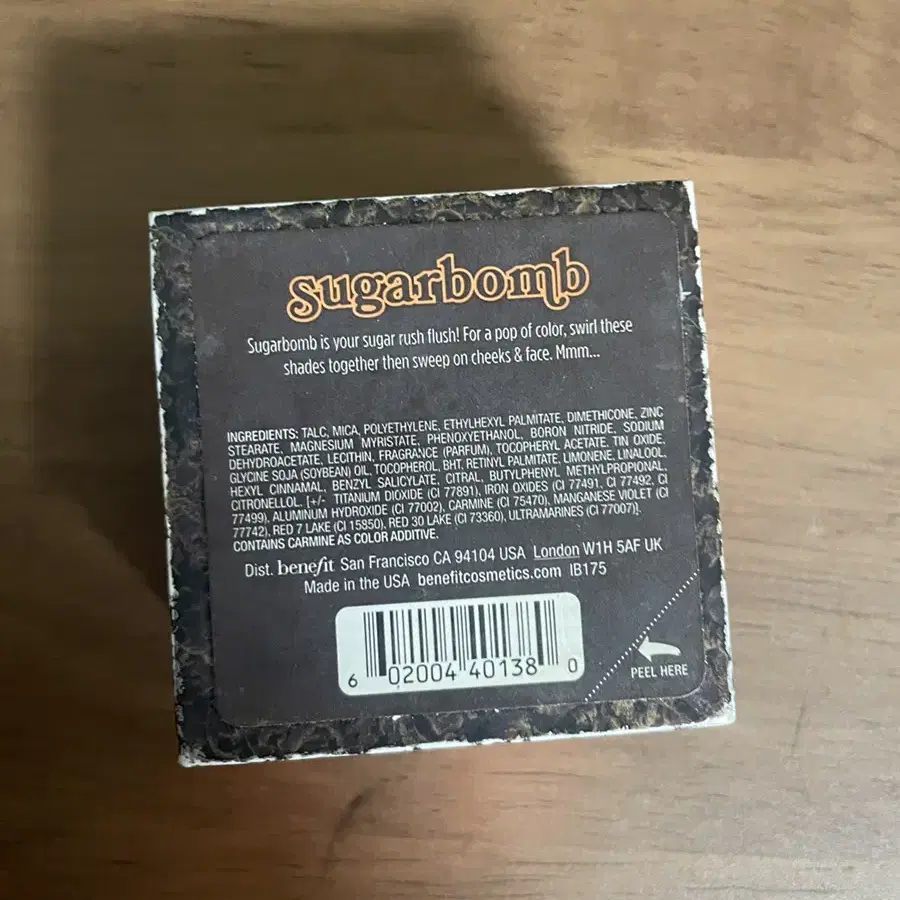 sugarbomb
Sugarbomb is your sugar rush flush! For a pop of color, swirl these
shades together then sweep on cheeks & face. Mmm...
INGREDIENTS: TALC, MICA, POLYETHYLENE, ETHYLHEXYL PALMITATE, DIMETHICONE, ZINC
STEARATE, MAGNESIUM MYRISTATE, PHENOXYETHANOL, BORON NITRIDE, SODIUM
DEHYDROACETATE, LECITHIN, FRAGRANCE (PARFUM), TOCOPHERYL ACETATE, TIN OXIDE,
GLYCINE SOJA (SOYBEAN) OIL, TOCOPHEROL, BHT, RETINYL PALMITATE, LIMONENE, LINALOOL,
HEXYL CINNAMAL, BENZYL SALICYLATE, CITRAL, BUTYLPHENYL METHYLPROPIONAL,
CITRONELLOL. [+/- TITANIUM DIOXIDE (CI 77891), IRON OXIDES (CI 77491, CI 77492, CI
77499), ALUMINUM HYDROXIDE (CI 77002), CARMINE (CI 75470), MANGANESE VIOLET (CI
77742), RED 7 LAKE (CI 15850), RED 30 LAKE (CI 73360), ULTRAMARINES (CI 77007)].
CONTAINS CARMINE AS COLOR ADDITIVE.
Dist. benefit San Francisco CA 94104 USA London W1H 5AF UK
Made in the USA benefitcosmetics.com IB175
6 02004 40138 0
PEEL HERE